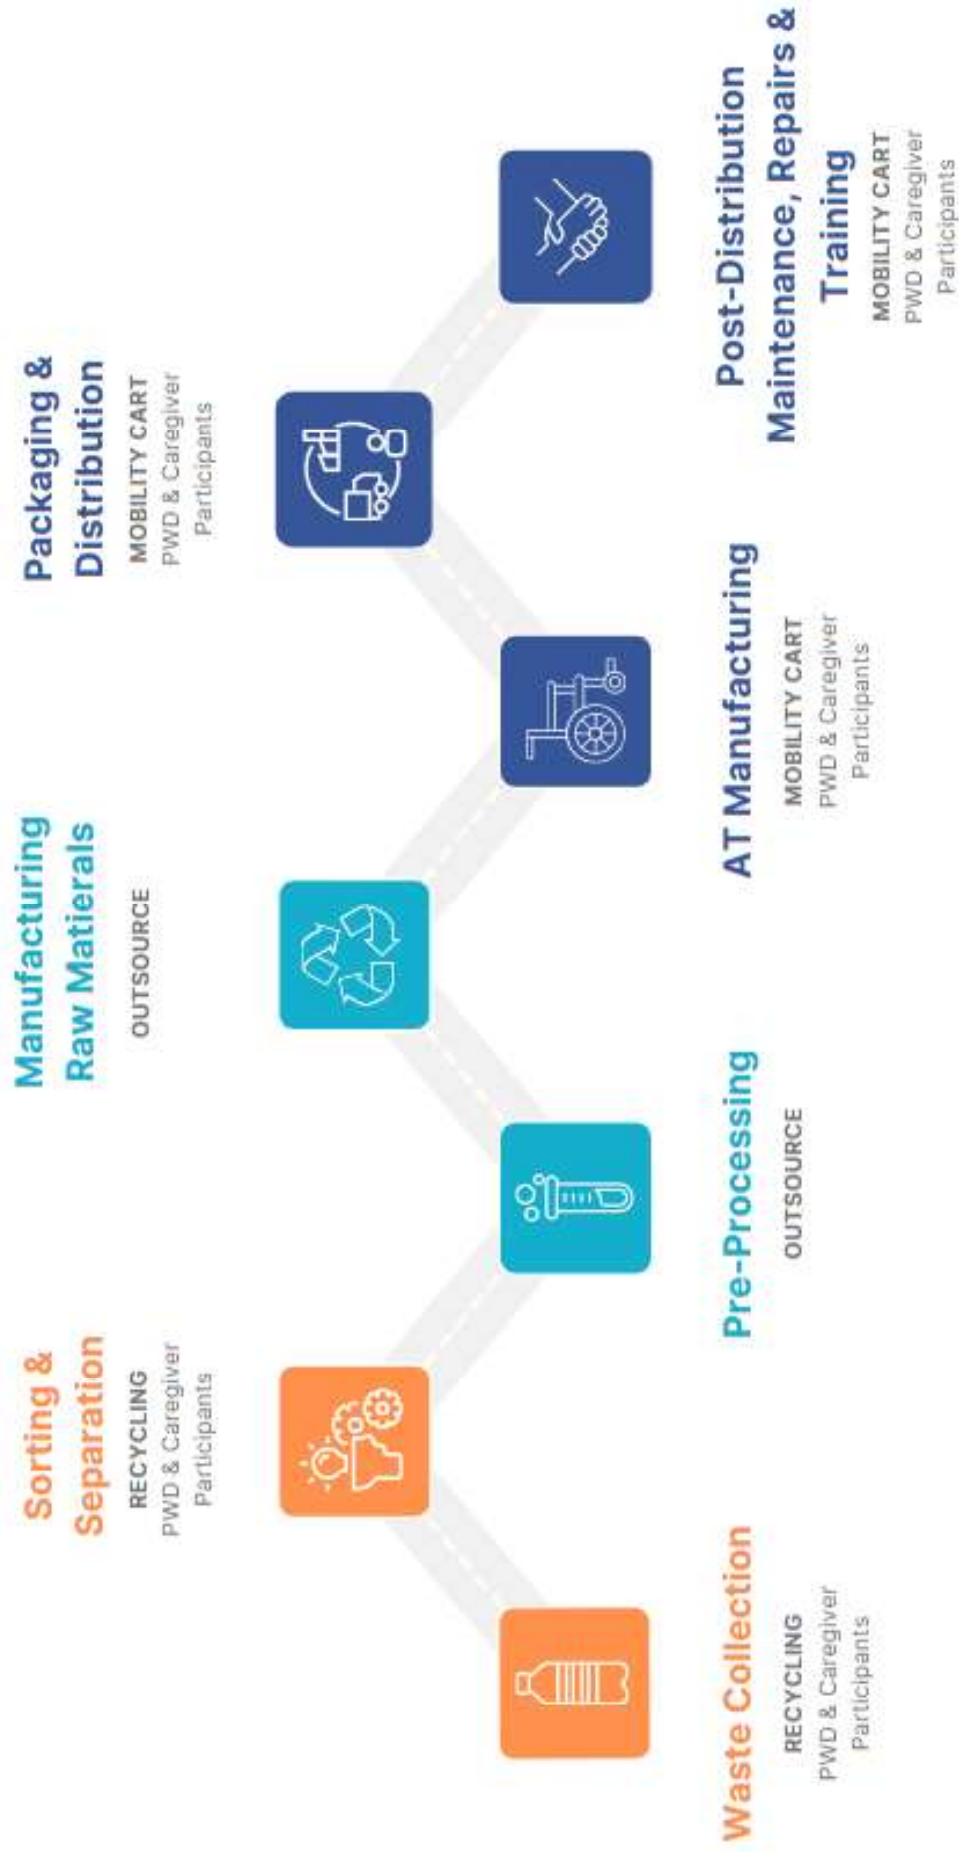 Waste Collection
RECYCLING
PWD & Caregiver
Participants
Sorting &
Separation
RECYCLING
PWD & Caregiver
Participants
Pre-Processing
OUTSOURCE
Manufacturing
Raw Matierals
OUTSOURCE
AT Manufacturing
MOBILITY CART
PWD & Caregiver
Participants
Packaging &
Distribution
MOBILITY CART
PWD & Caregiver
Participants
Post-Distribution
Maintenance, Repairs &
Training
MOBILITY CART
PWD & Caregiver
Participants